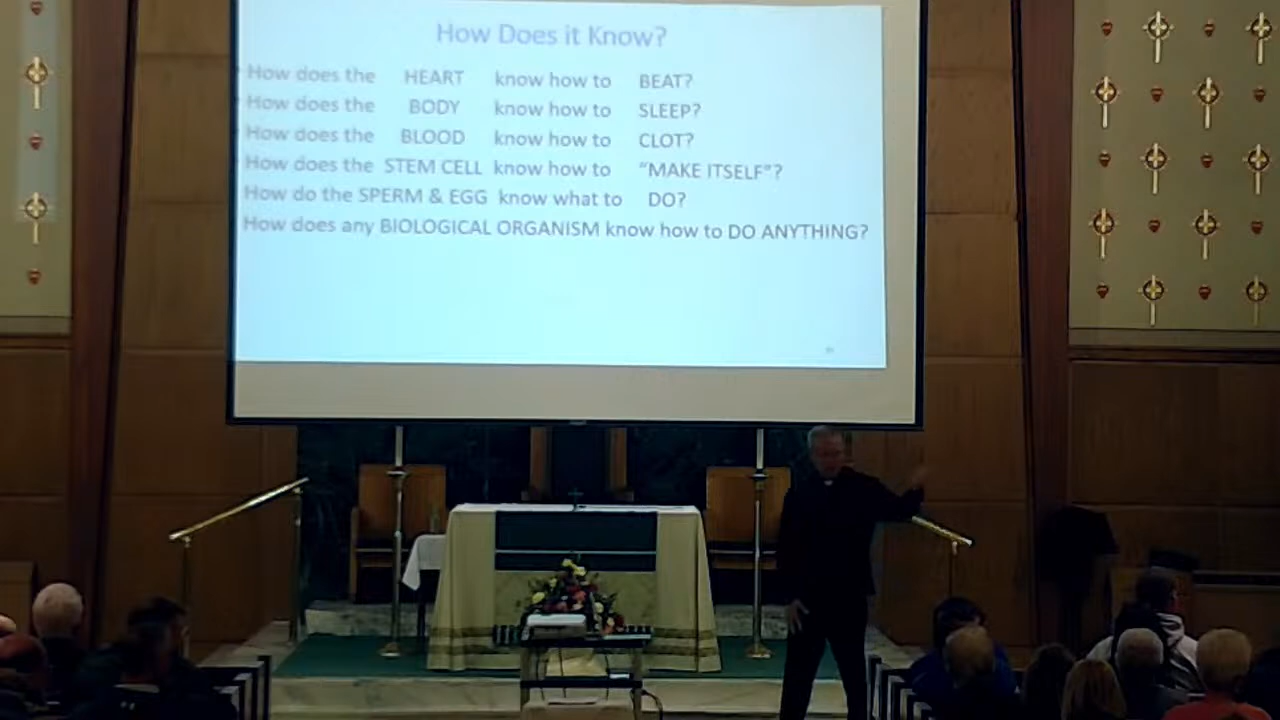 How Does it Know?
How does the HEART know how to BEAT?
How does the BODY know how to SLEEP?
How does the BLOOD know how to CLOT?
How does the STEM CELL know how to "MAKE ITSELF"?
How do the SPERM & EGG know what to DO?
How does any BIOLOGICAL ORGANISM know how to DO ANYTHING?